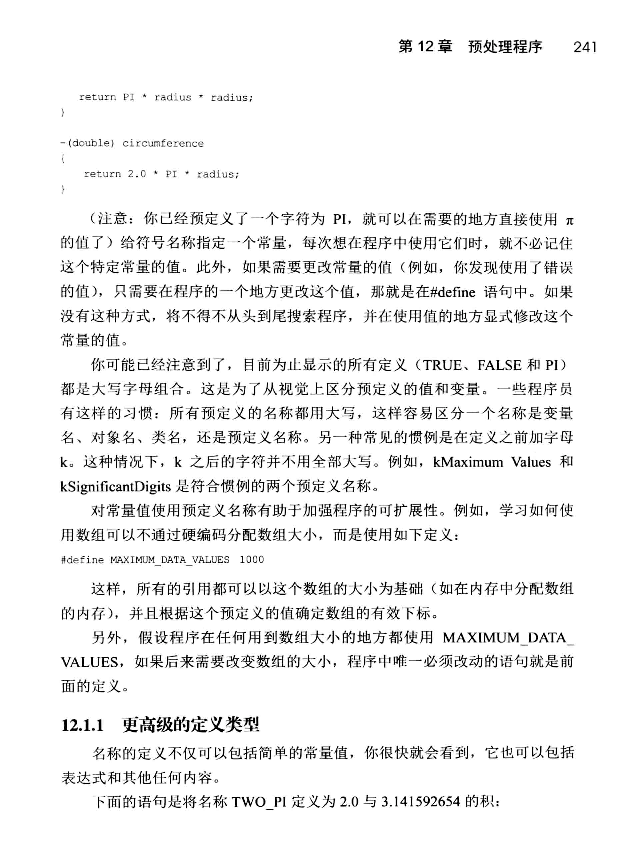 第 12 章 预处理程序 241
return PI * radius * radius;
}
-(double) circumference
{
return 2.0 * PI * radius;
}
（注意：你已经预定义了一个字符为 PI，就可以在需要的地方直接使用 π
的值了）给符号名称指定一个常量，每次想在程序中使用它们时，就不必记住
这个特定常量的值。此外，如果需要更改常量的值（例如，你发现使用了错误
的值），只需要在程序的一个地方更改这个值，那就是在#define 语句中。如果
没有这种方式，将不得不从头到尾搜索程序，并在使用值的地方显式修改这个
常量的值。
你可能已经注意到了，目前为止显示的所有定义（TRUE、FALSE 和 PI）
都是大写字母组合。这是为了从视觉上区分预定义的值和变量。一些程序员
有这样的习惯：所有预定义的名称都用大写，这样容易区分一个名称是变量
名、对象名、类名，还是预定义名称。另一种常见的惯例是在定义之前加字母
k。这种情况下，k 之后的字符并不用全部大写。例如，kMaximum Values 和
kSignificantDigits 是符合惯例的两个预定义名称。
对常量值使用预定义名称有助于加强程序的可扩展性。例如，学习如何使
用数组可以不通过硬编码分配数组大小，而是使用如下定义：
#define MAXIMUM_DATA_VALUES 1000
这样，所有的引用都可以以这个数组的大小为基础（如在内存中分配数组
的内存），并且根据这个预定义的值确定数组的有效下标。
另外，假设程序在任何用到数组大小的地方都使用 MAXIMUM_DATA_
VALUES，如果后来需要改变数组的大小，程序中唯一必须改动的语句就是前
面的定义。
12.1.1 更高级的定义类型
名称的定义不仅可以包括简单的常量值，你很快就会看到，它也可以包括
表达式和其他任何内容。
下面的语句是将名称 TWO_PI 定义为 2.0 与 3.141592654 的积：